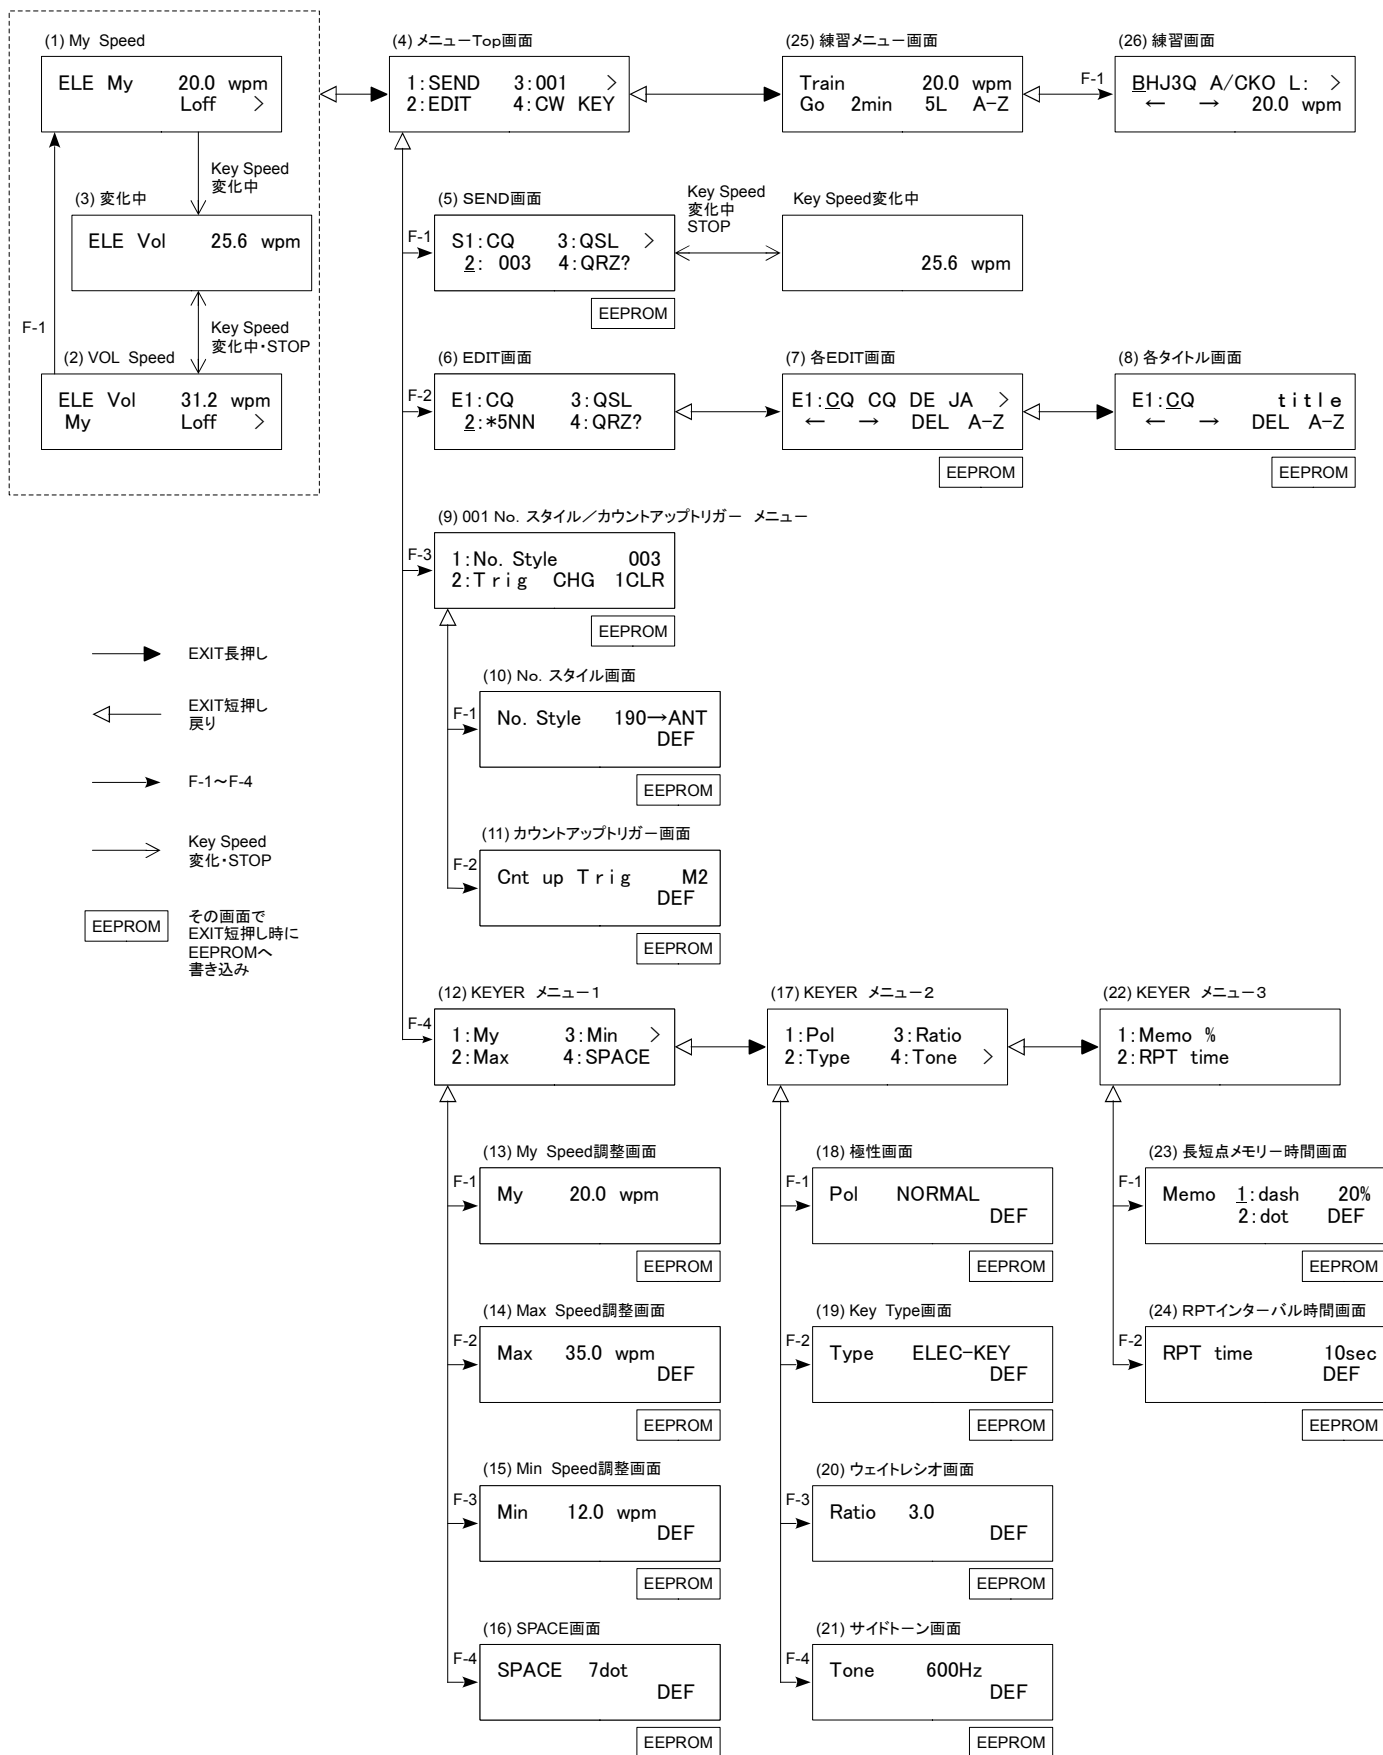 (1) My Speed
ELE My 20.0 wpm
Loff >
Key Speed
変化中
(3) 変化中
ELE Vol 25.6 wpm
F-1
Key Speed
変化中・STOP
(2) VOL Speed
ELE Vol 31.2 wpm
My Loff >
(4) メニューTop画面
1:SEND 3:001 >
2:EDIT 4:CW KEY
(25) 練習メニュー画面
Train 20.0 wpm
Go 2min 5L A-Z
F-1
(26) 練習画面
BHJ3Q A/CKO L: >
← → 20.0 wpm
F-1
(5) SEND画面
S1:CQ 3:QSL >
2: 003 4:QRZ?
EEPROM
Key Speed
変化中
STOP
Key Speed変化中
25.6 wpm
F-2
(6) EDIT画面
E1:CQ 3:QSL
2:*5NN 4:QRZ?
(7) 各EDIT画面
E1:CQ CQ DE JA >
← → DEL A-Z
EEPROM
(8) 各タイトル画面
E1:CQ title
← → DEL A-Z
EEPROM
F-3
(9) 001 No. スタイル／カウントアップトリガー メニュー
1:No. Style 003
2:Trig CHG 1CLR
EEPROM
F-1
(10) No. スタイル画面
No. Style 190→ANT
DEF
EEPROM
F-2
(11) カウントアップトリガー画面
Cnt up Trig M2
DEF
EEPROM
EXIT長押し
EXIT短押し
戻り
F-1～F-4
Key Speed
変化・STOP
EEPROM
その画面で
EXIT短押し時に
EEPROMへ
書き込み
F-4
(12) KEYER メニュー１
1:My 3:Min >
2:Max 4:SPACE
(17) KEYER メニュー２
1:Pol 3:Ratio
2:Type 4:Tone >
(22) KEYER メニュー３
1:Memo %
2:RPT time
F-1
(13) My Speed調整画面
My 20.0 wpm
EEPROM
F-1
(18) 極性画面
Pol NORMAL
DEF
EEPROM
F-1
(23) 長短点メモリー時間画面
Memo 1:dash 20%
2:dot DEF
EEPROM
F-2
(14) Max Speed調整画面
Max 35.0 wpm
DEF
EEPROM
F-2
(19) Key Type画面
Type ELEC-KEY
DEF
EEPROM
F-2
(24) RPTインターバル時間画面
RPT time 10sec
DEF
EEPROM
F-3
(15) Min Speed調整画面
Min 12.0 wpm
DEF
EEPROM
F-3
(20) ウェイトレシオ画面
Ratio 3.0
DEF
EEPROM
F-4
(16) SPACE画面
SPACE 7dot
DEF
EEPROM
F-4
(21) サイドトーン画面
Tone 600Hz
DEF
EEPROM